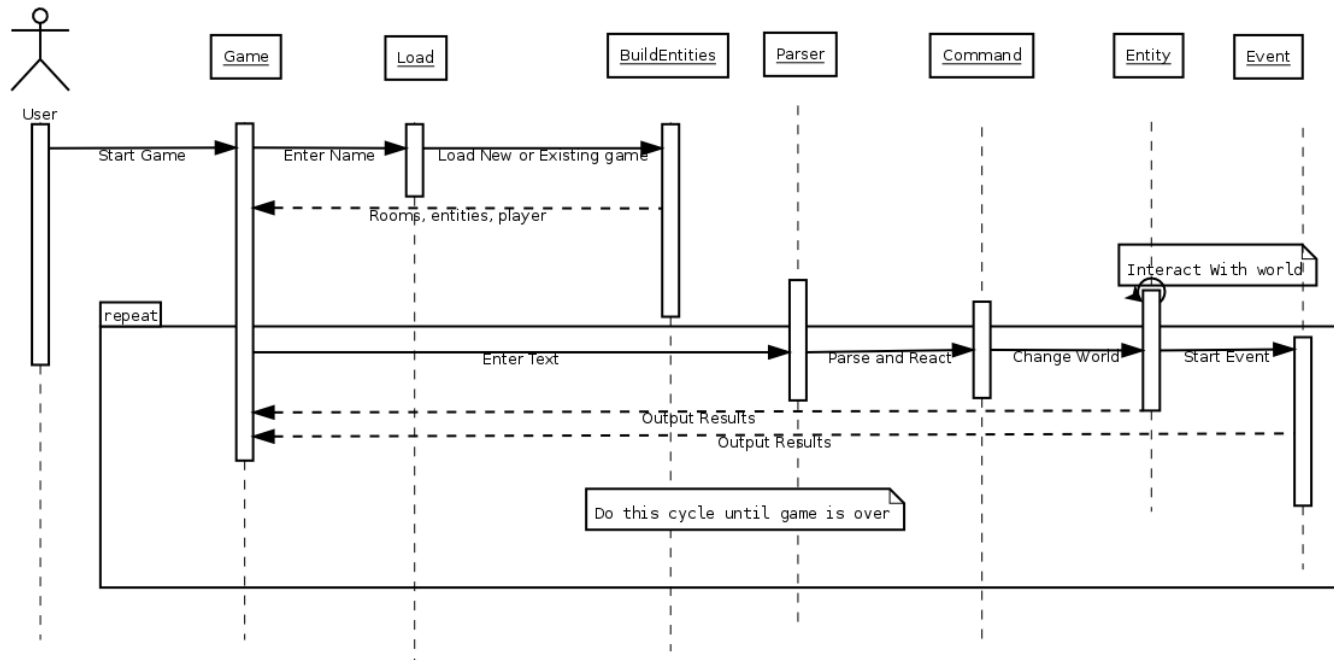 User
Game
Load
BuildEntities
Parser
Command
Entity
Event
Start Game
Enter Name
Load New or Existing game
Rooms, entities, player
Interact With world
repeat
Enter Text
Parse and React
Change World
Start Event
Output Results
Output Results
Do this cycle until game is over